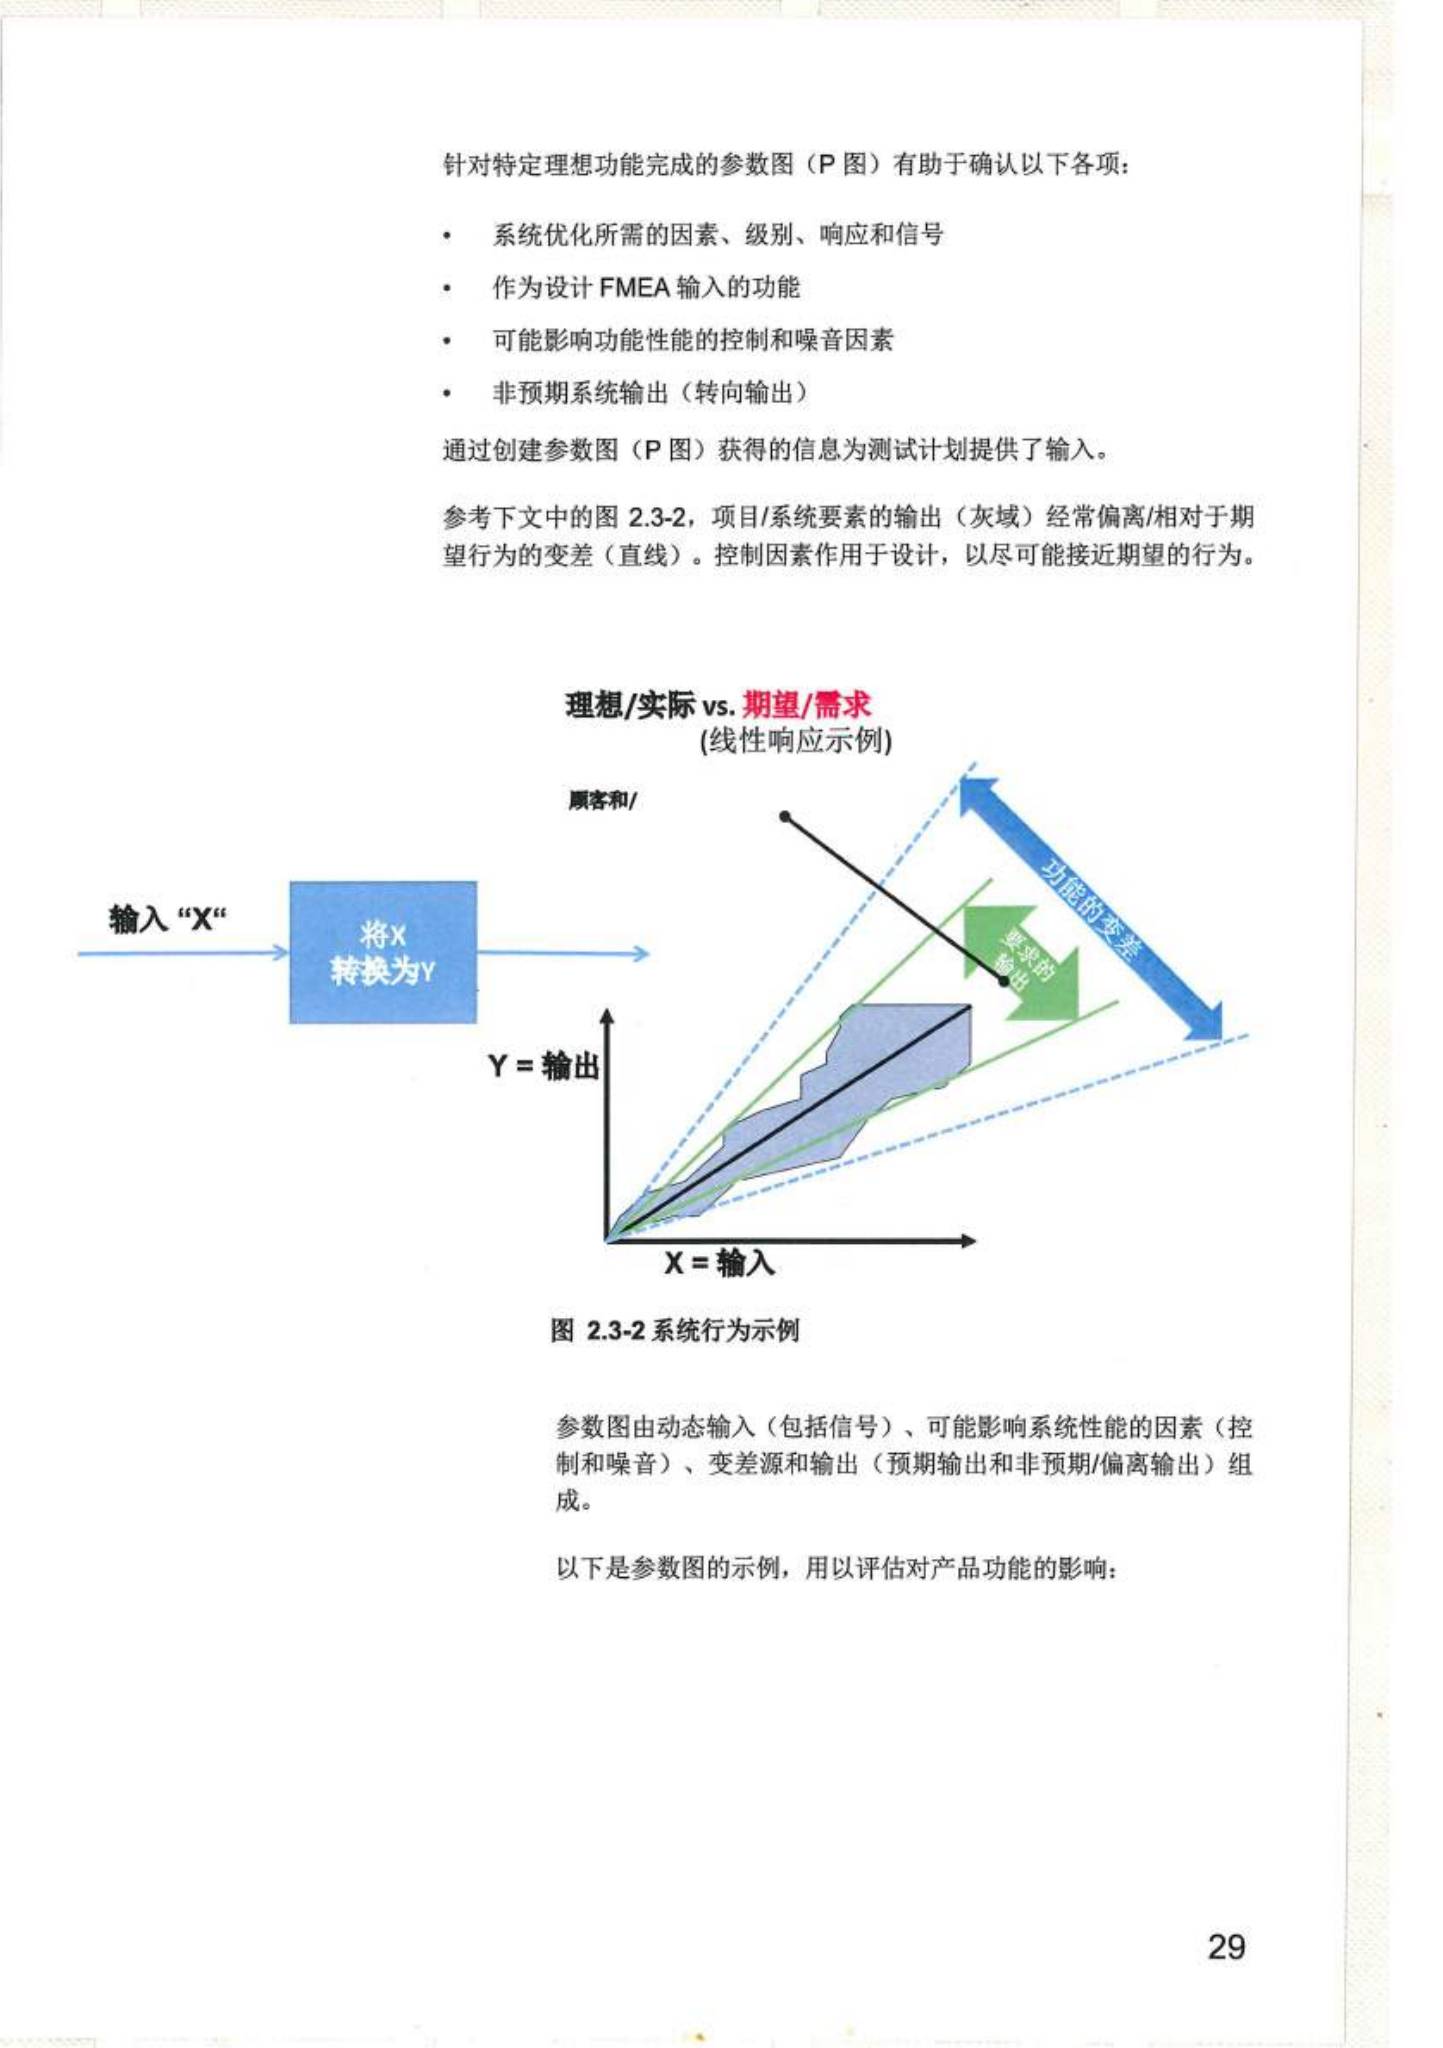 针对特定理想功能完成的参数图（P 图）有助于确认以下各项：
• 系统优化所需的因素、级别、响应和信号
• 作为设计 FMEA 输入的功能
• 可能影响功能性能的控制和噪音因素
• 非预期系统输出（转向输出）
通过创建参数图（P 图）获得的信息为测试计划提供了输入。
参考下文中的图 2.3-2，项目/系统要素的输出（灰域）经常偏离/相对于期
望行为的变差（直线）。控制因素作用于设计，以尽可能接近期望的行为。
理想/实际 vs. 期望/需求
(线性响应示例)
顾客和/
功能的变差
要求的
输出
输入 “X“
将X
转换为Y
Y = 输出
X = 输入
图 2.3-2 系统行为示例
参数图由动态输入（包括信号）、可能影响系统性能的因素（控
制和噪音）、变差源和输出（预期输出和非预期/偏离输出）组
成。
以下是参数图的示例，用以评估对产品功能的影响：
29